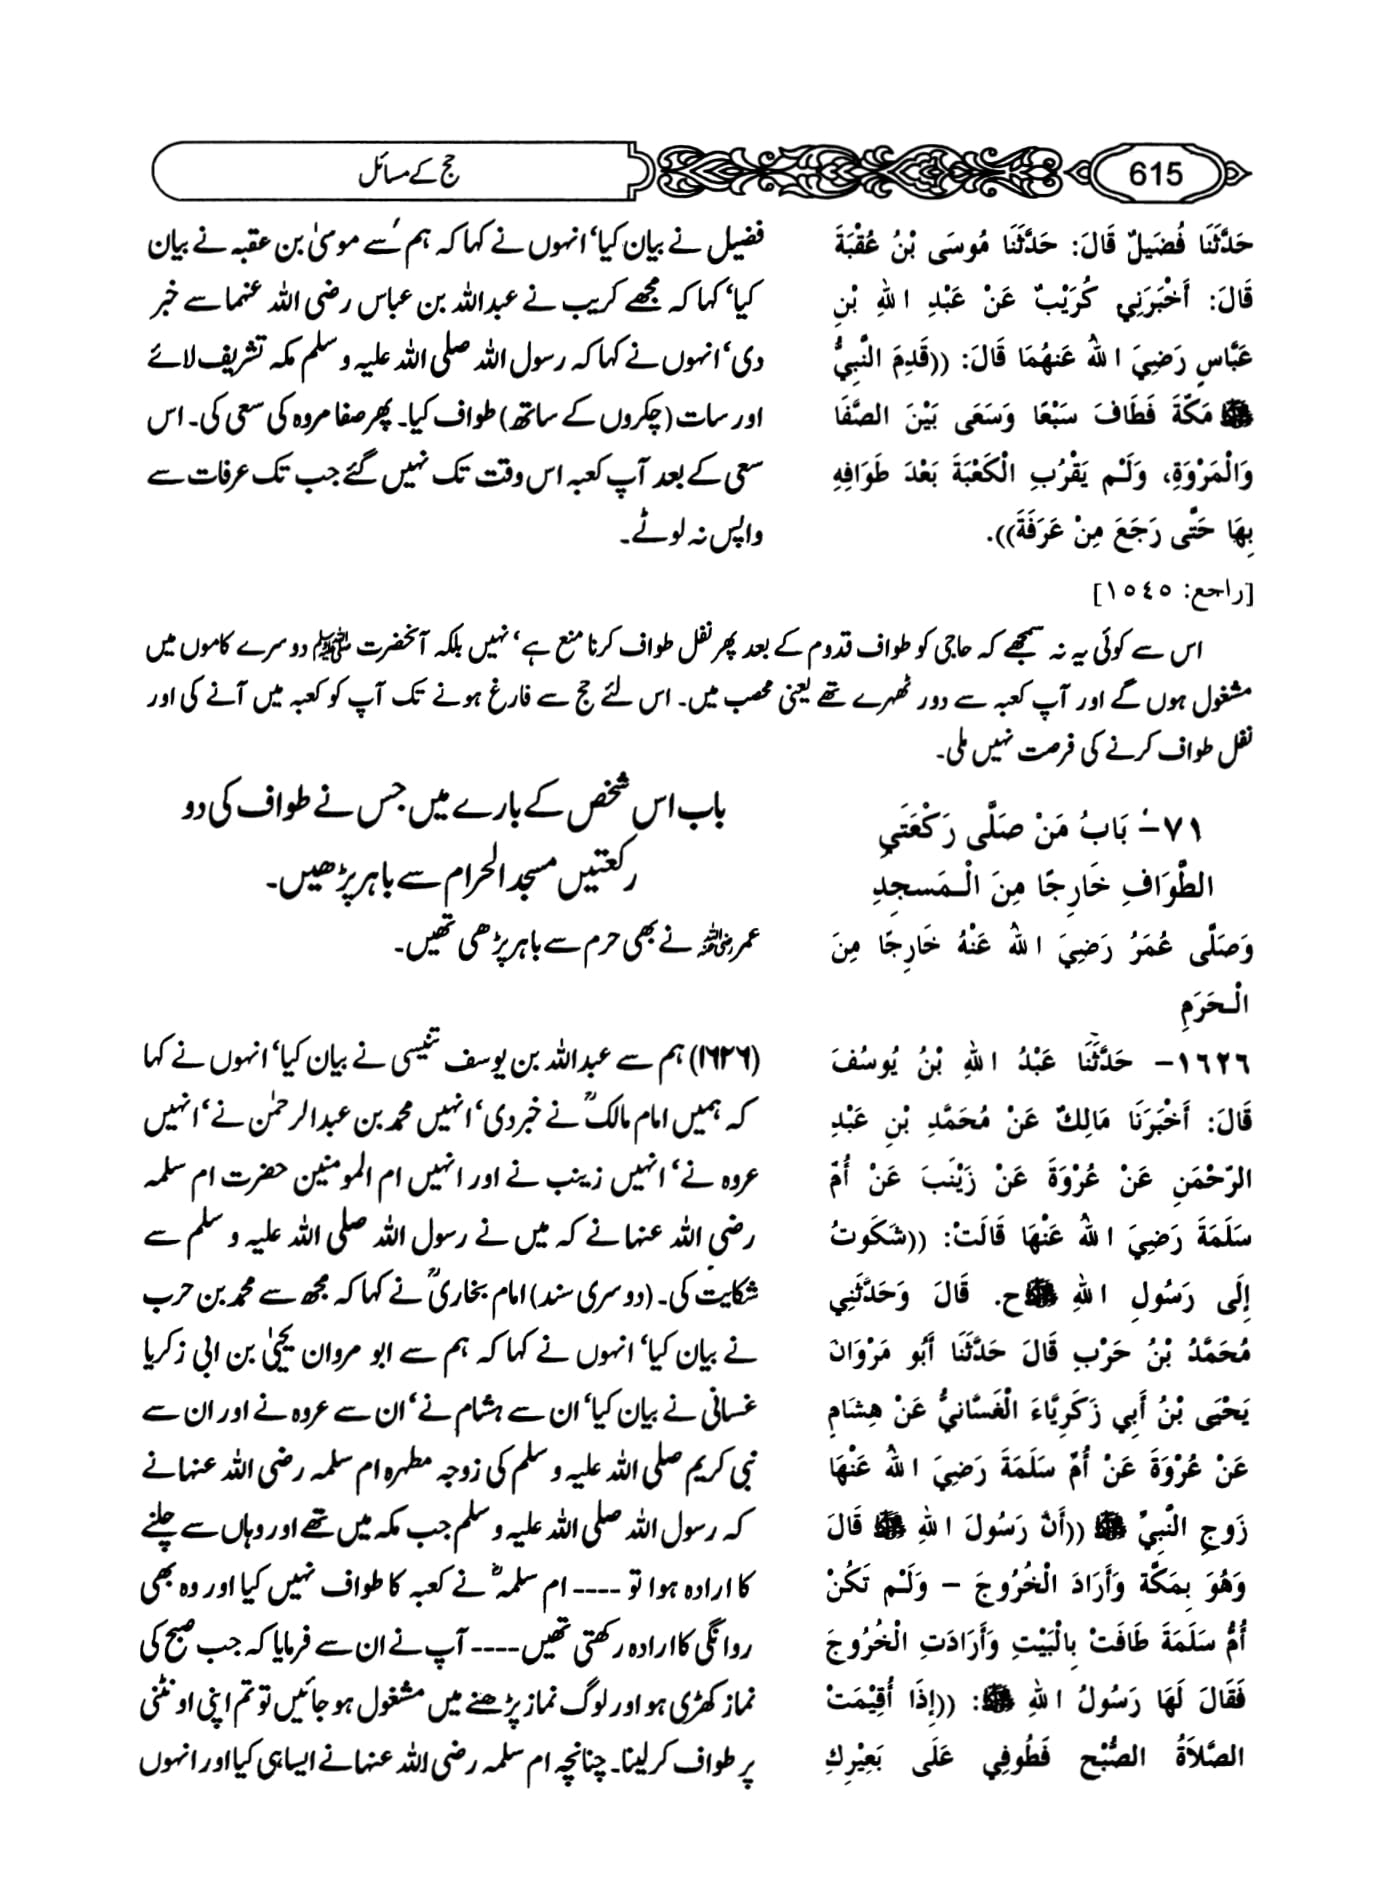 615
حج کے مسائل
حَدَّثَنَا فُضَيلٌ قَالَ: حَدَّثَنَا مُوسَى بْنُ عُقْبَةَ
قَالَ: أَخْبَرَنِي كُرَيْبٌ عَنْ عَبْدِ اللهِ بْنِ
عَبَّاسٍ رَضِيَ اللهُ عَنهُمَا قَالَ: ((قَدِمَ النَّبِيُّ
ﷺ مَكَّةَ فَطَافَ سَبْعًا وَسَعَى بَيْنَ الصَّفَا
وَالْمَرْوَةِ، وَلَـْم يَقْرُبِ الْكَعْبَةَ بَعْدَ طَوَافِهِ
بِهَا حَتَّى رَجَعَ مِنْ عَرَفَةَ)).
[راجع: ١٥٤٥]
فضیل نے بیان کیا' انہوں نے کہا کہ ہم سے موسیٰ بن عقبہ نے بیان
کیا' کہا کہ مجھے کریب نے عبداللہ بن عباس رضی اللہ عنہما سے خبر
دی' انہوں نے کہا کہ رسول اللہ صلی اللہ علیہ و سلم مکہ تشریف لائے
اور سات (چکروں کے ساتھ) طواف کیا۔ پھر صفا مروہ کی سعی کی۔ اس
سعی کے بعد آپ کعبہ اس وقت تک نہیں گئے جب تک عرفات سے
واپس نہ لوٹے۔
اس سے کوئی یہ نہ سمجھے کہ حاجی کو طواف قدوم کے بعد پھر نفل طواف کرنا منع ہے' نہیں بلکہ آنحضرت ﷺ دوسرے کاموں میں
مشغول ہوں گے اور آپ کعبہ سے دور ٹھہرے تھے یعنی محصب میں۔ اس لئے حج سے فارغ ہونے تک آپ کو کعبہ میں آنے کی اور
نفل طواف کرنے کی فرصت نہیں ملی۔
٧١- بَابُ مَنْ صَلَّى رَكْعَتَيِ
الطَّوَافِ خَارِجًا مِنَ الْـمَسجِدِ
وَصَلَّى عُمَرُ رَضِيَ اللهُ عَنْهُ خَارِجًا مِنَ
الْـحَرَمِ
باب اس شخص کے بارے میں جس نے طواف کی دو
رکعتیں مسجد الحرام سے باہر پڑھیں۔
عمر رضی اللہ عنہ نے بھی حرم سے باہر پڑھی تھیں۔
١٦٢٦- حَدَّثَنَا عَبْدُ اللهِ بْنُ يُوسُفَ
قَالَ: أَخْبَرَنَا مَالِكٌ عَنْ مُحَمَّدِ بْنِ عَبْدِ
الرَّحْمَنِ عَنْ عُرْوَةَ عَنْ زَيْنَبَ عَنْ أُمِّ
سَلَمَةَ رَضِيَ اللهُ عَنْهَا قَالَتْ: ((شَكَوتُ
إِلَى رَسُولِ اللهِ ﷺ ح. قَالَ وَحَدَّثَنِي
مُحَمَّدُ بْنُ حَرْبٍ قَالَ حَدَّثَنَا أَبُو مَرْوَانَ
يَحْيَى بْنُ أَبِي زَكَرِيَّاءَ الْغَسَّانِيُّ عَنْ هِشَامٍ
عَنْ عُرْوَةَ عَنْ أُمِّ سَلَمَةَ رَضِيَ اللهُ عَنْهَا
زَوجِ النَّبِيِّ ﷺ ((أَنَّ رَسُولَ اللهِ ﷺ قَالَ
وَهُوَ بِمَكَّةَ وَأَرَادَ الْخُرُوجَ - وَلَـْم تَكُنْ
أُمُّ سَلَمَةَ طَافَتْ بِالْبَيْتِ وَأَرَادَتِ الْخُرُوجَ
فَقَالَ لَهَا رَسُولُ اللهِ ﷺ: ((إِذَا أُقِيْمَتْ
الصَّلاَةُ الصُّبْحِ فَطُوفِي عَلَى بَعِيْرِكِ
(۱۶۲۶) ہم سے عبداللہ بن یوسف تنیسی نے بیان کیا' انہوں نے کہا
کہ ہمیں امام مالکؒ نے خبر دی' انہیں محمد بن عبدالرحمٰن نے' انہیں
عروہ نے' انہیں زینب نے اور انہیں ام المومنین حضرت ام سلمہ
رضی اللہ عنہا نے کہ میں نے رسول اللہ صلی اللہ علیہ و سلم سے
شکایت کی۔ (دوسری سند) امام بخاریؒ نے کہا کہ مجھ سے محمد بن حرب
نے بیان کیا' انہوں نے کہا کہ ہم سے ابو مروان یحییٰ بن ابی زکریا
غسانی نے بیان کیا' ان سے ہشام نے' ان سے عروہ نے اور ان سے
نبی کریم صلی اللہ علیہ و سلم کی زوجہ مطہرہ ام سلمہ رضی اللہ عنہا نے
کہ رسول اللہ صلی اللہ علیہ و سلم جب مکہ میں تھے اور وہاں سے چلنے
کا ارادہ ہوا تو ---- ام سلمہؓ نے کعبہ کا طواف نہیں کیا اور وہ بھی
روانگی کا ارادہ رکھتی تھیں---- آپ نے ان سے فرمایا کہ جب صبح کی
نماز کھڑی ہو اور لوگ نماز پڑھنے میں مشغول ہو جائیں تو تم اپنی اونٹنی
پر طواف کر لینا۔ چنانچہ ام سلمہ رضی اللہ عنہا نے ایسا ہی کیا اور انہوں